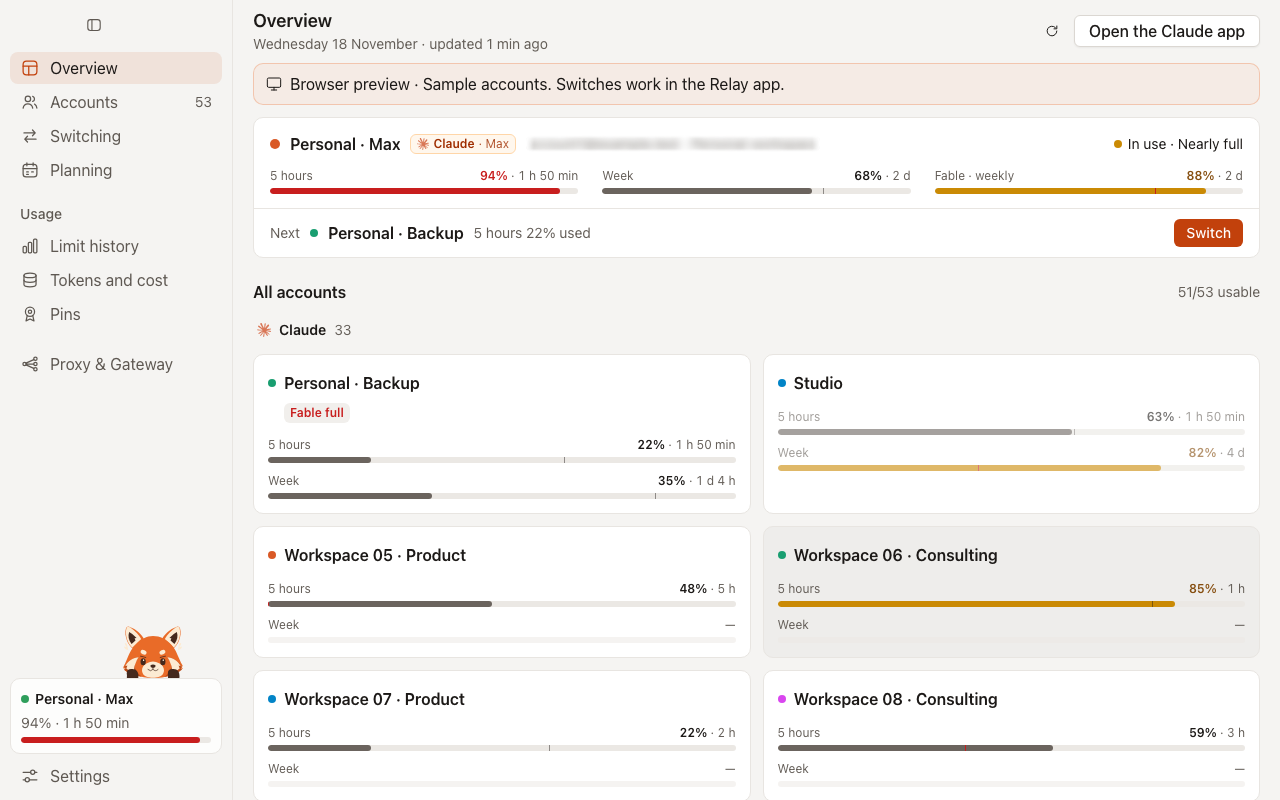 Overview
Wednesday 18 November · updated 1 min ago
Open the Claude app
Overview
Accounts 53
Switching
Planning
Usage
Limit history
Tokens and cost
Pins
Proxy & Gateway
Personal · Max
94% · 1 h 50 min
Settings
Browser preview · Sample accounts. Switches work in the Relay app.
Personal · Max Claude · Max In use · Nearly full
5 hours 94% · 1 h 50 min Week 68% · 2 d Fable · weekly 88% · 2 d
Next Personal · Backup 5 hours 22% used Switch
All accounts 51/53 usable
Claude 33
Personal · Backup
Fable full
5 hours 22% · 1 h 50 min
Week 35% · 1 d 4 h
Studio
5 hours 63% · 1 h 50 min
Week 82% · 4 d
Workspace 05 · Product
5 hours 48% · 5 h
Week —
Workspace 06 · Consulting
5 hours 85% · 1 h
Week —
Workspace 07 · Product
5 hours 22% · 2 h
Week —
Workspace 08 · Consulting
5 hours 59% · 3 h
Week —